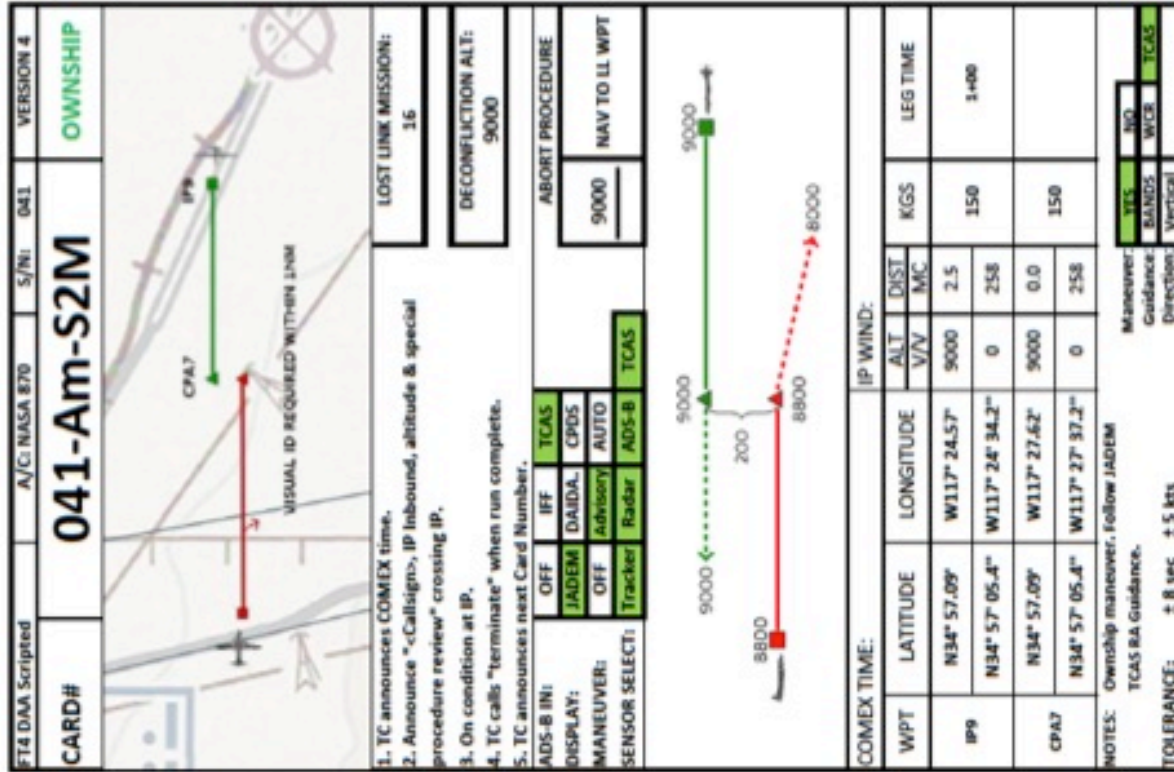 FT4 DAA Scripted A/C: NASA 870 S/N: 041 VERSION 4
CARD# 041-Am-S2M OWNSHIP
CPA7 IP9
VISUAL ID REQUIRED WITHIN 1NM
1. TC announces COMEX time.
2. Announce "<Callsign>, IP Inbound, altitude & special
procedure review" crossing IP.
3. On condition at IP.
4. TC calls "terminate" when run complete.
5. TC announces next Card Number.
LOST LINK MISSION:
16
DECONFLICTION ALT:
9000
ADS-B IN: OFF IFF TCAS
DISPLAY: JADEM DAIDA. CPDS
MANEUVER: OFF Advisory AUTO
SENSOR SELECT: Tracker Radar ADS-B TCAS
ABORT PROCEDURE
9000 NAV TO LL WPT
9000 9000 9000
200
8800 8800 8000
COMEX TIME: IP WIND:
WPT LATITUDE LONGITUDE ALT DIST KGS LEG TIME
V/V MC
IP9 N34° 57.09' W117° 24.57' 9000 2.5 150 1+00
N34° 57' 05.4" W117° 24' 34.2" 0 258
CPA7 N34° 57.09' W117° 27.62' 9000 0.0 150
N34° 57' 05.4" W117° 27' 37.2" 0 258
NOTES: Ownship maneuver. Follow JADEM
TCAS RA Guidance.
Maneuver: YES NO
Guidance: BANDS WCR TCAS
Direction: Vertical
TOLERANCE: ± 8 sec ± 5 kts